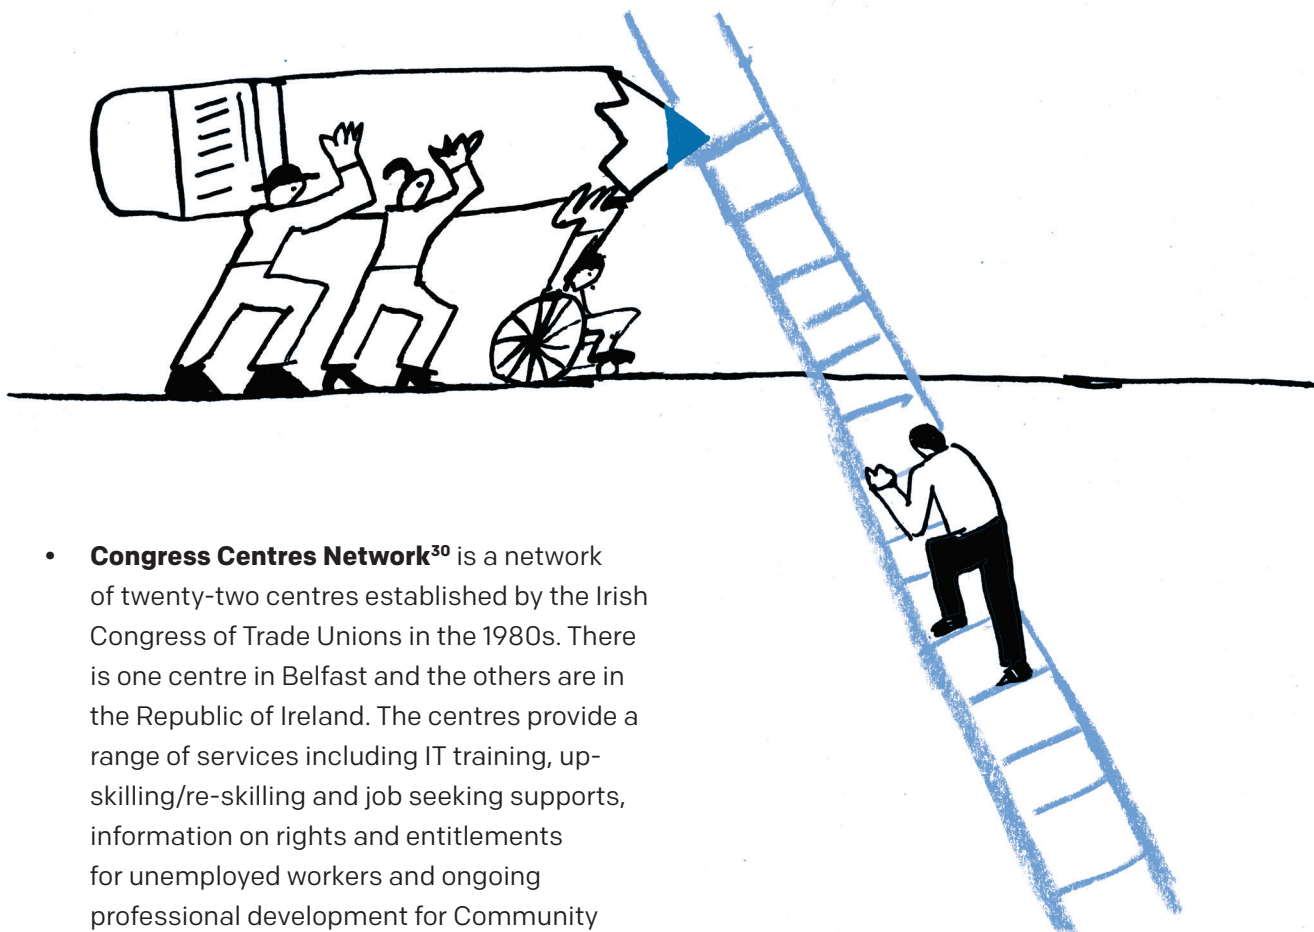 • Congress Centres Network30 is a network
of twenty-two centres established by the Irish
Congress of Trade Unions in the 1980s. There
is one centre in Belfast and the others are in
the Republic of Ireland. The centres provide a
range of services including IT training, up-
skilling/re-skilling and job seeking supports,
information on rights and entitlements
for unemployed workers and ongoing
professional development for Community